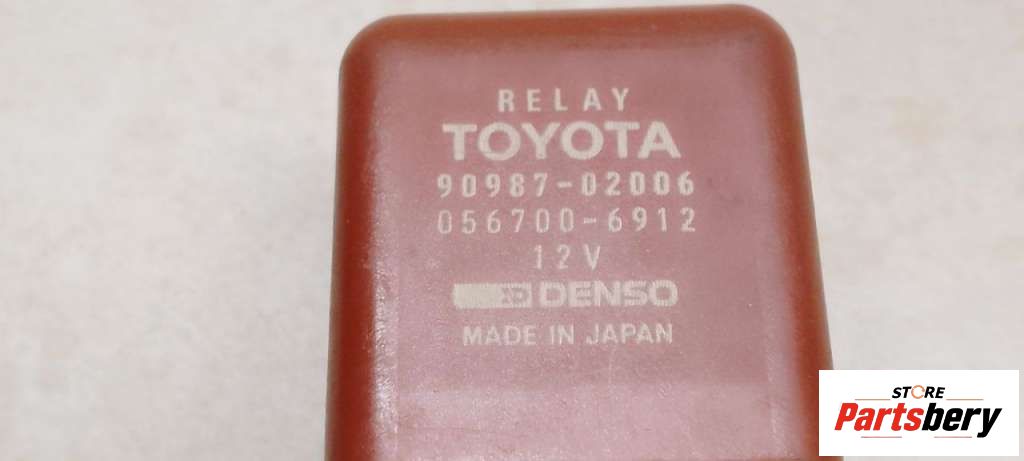 RELAY
TOYOTA
90987-02006
056700-6912
12V
DENSO
MADE IN JAPAN
STORE
Partsbery